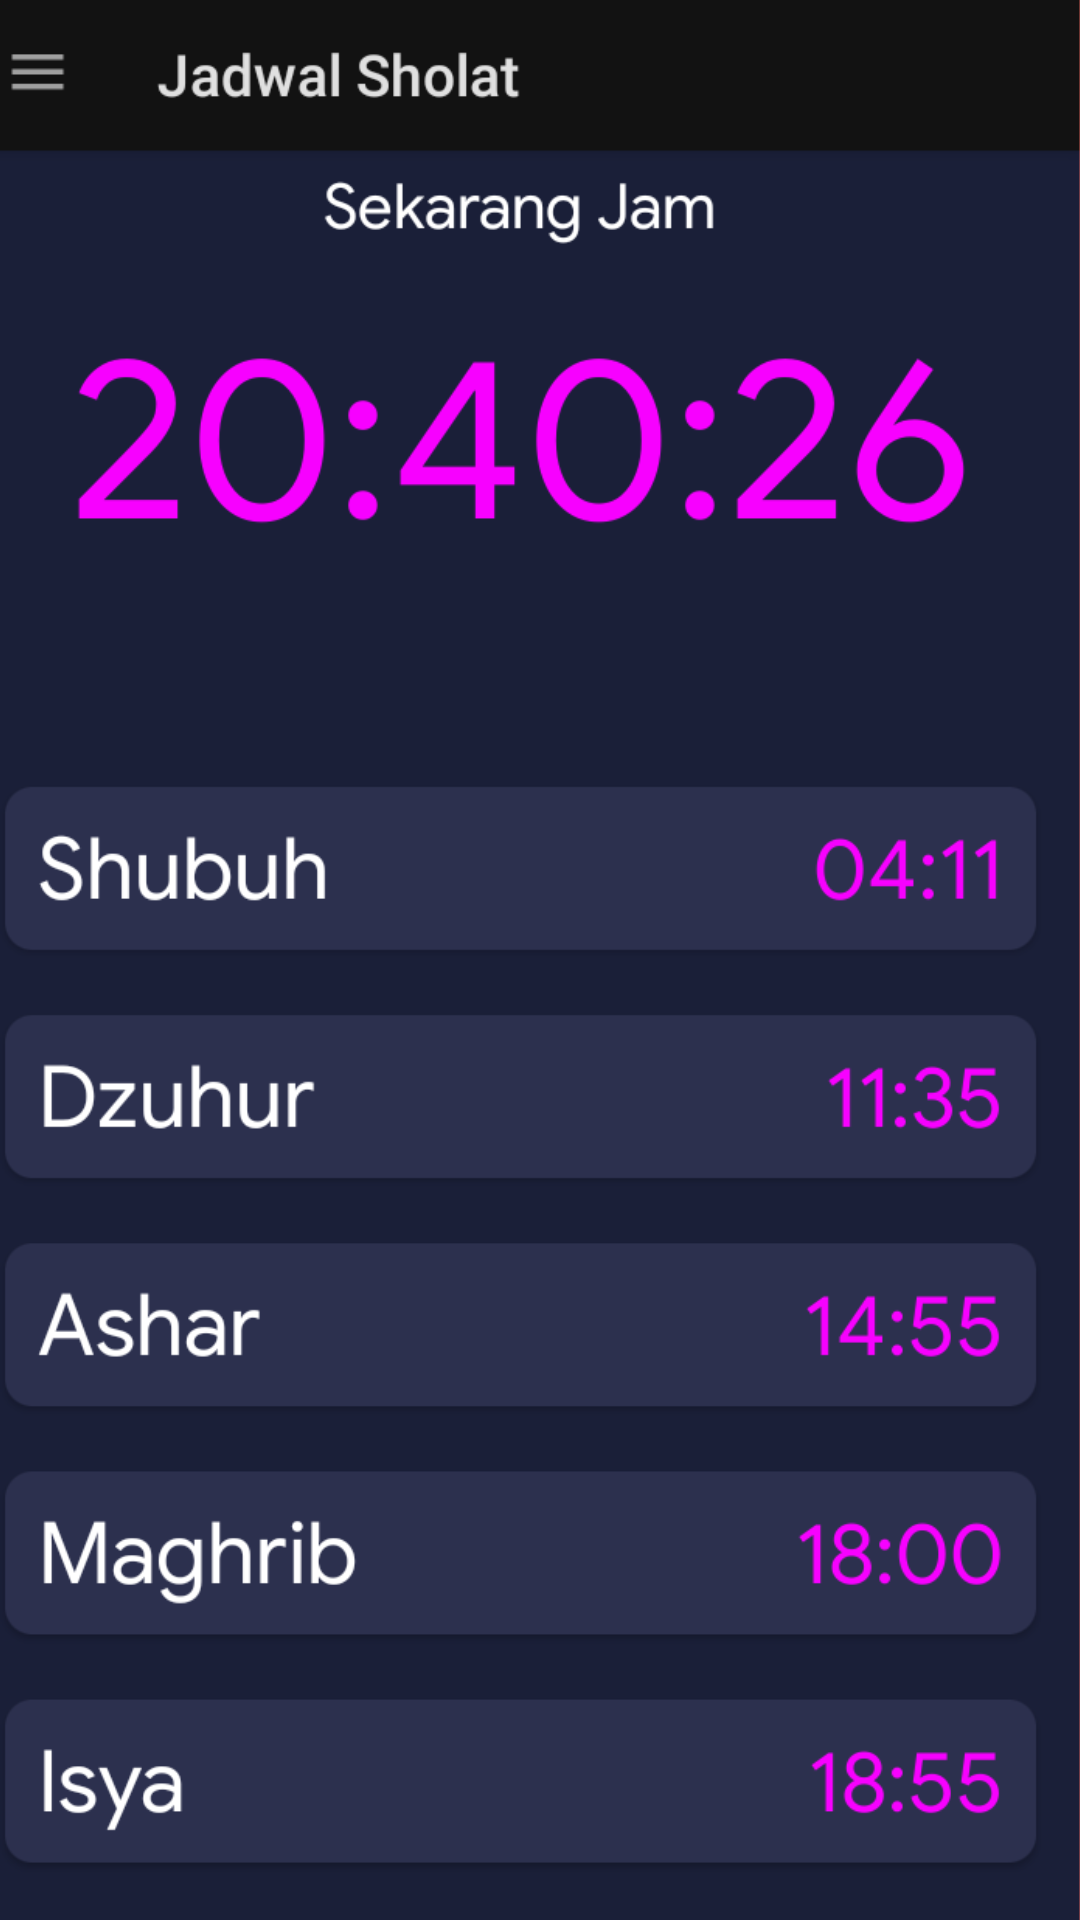 Jadwal Sholat
Sekarang Jam
20:40:26
Shubuh 04:11
Dzuhur 11:35
Ashar 14:55
Maghrib 18:00
Isya 18:55